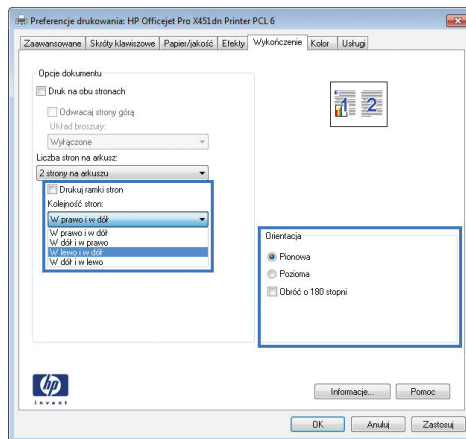 Preferencje drukowania: HP Officejet Pro X451dn Printer PCL 6
Zaawansowane Skróty klawiszowe Papier/jakość Efekty Wykończenie Kolor Usługi
Opcje dokumentu
Druk na obu stronach
Odwracaj strony górą
Układ broszury:
Wyłączone
Liczba stron na arkusz:
2 strony na arkuszu
Drukuj ramki stron
Kolejność stron:
W prawo i w dół
W prawo i w dół
W dół i w prawo
W lewo i w dół
W dół i w lewo
1 2
Orientacja
Pionowa
Pozioma
Obróć o 180 stopni
hp
invent
Informacje... Pomoc
OK Anuluj Zastosuj